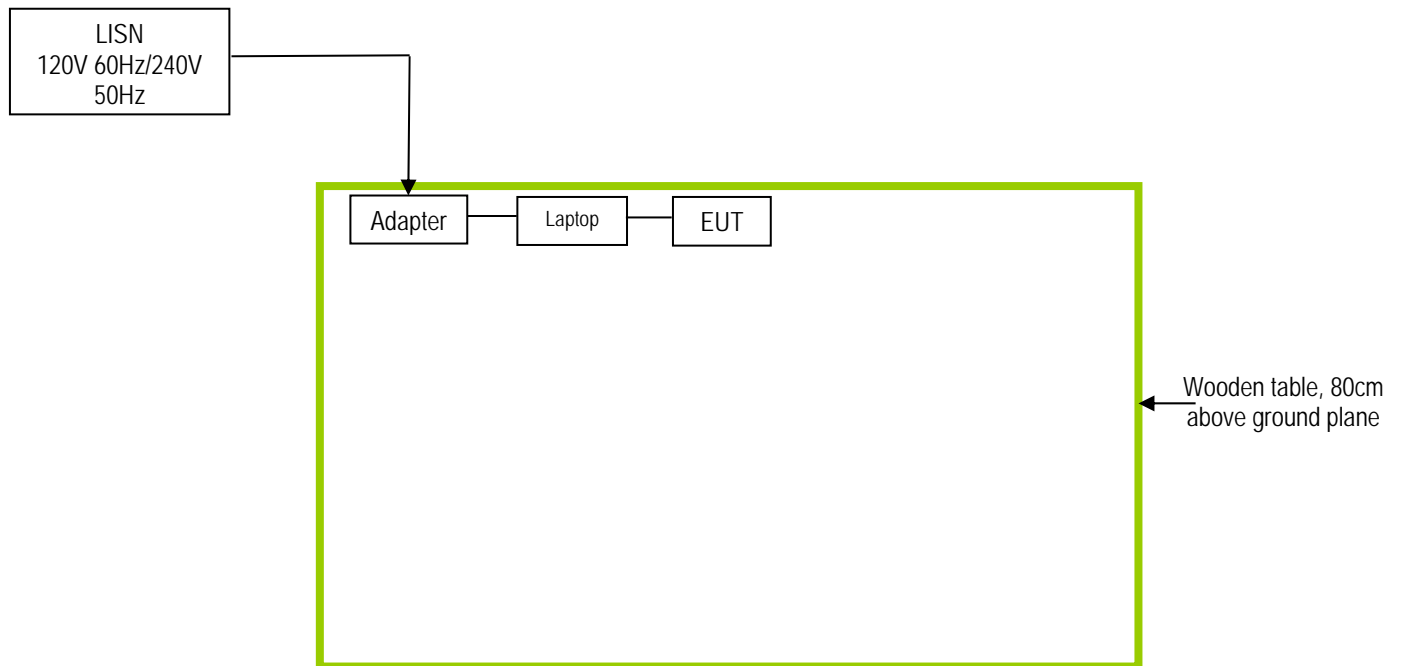 LISN
120V 60Hz/240V
50Hz
Adapter
Laptop
EUT
Wooden table, 80cm
above ground plane